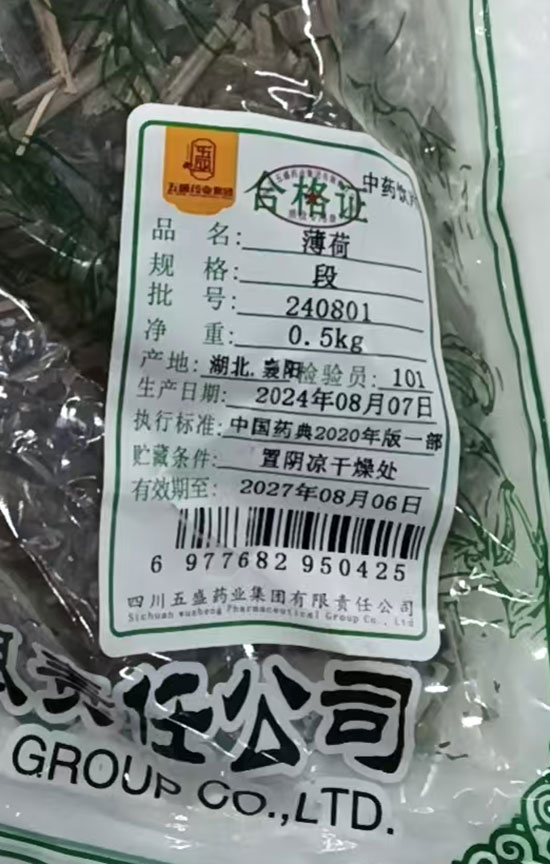 五盛
五盛药业集团
合格证
中药饮片
品 名: 薄荷
规 格: 段
批 号: 240801
净 重: 0.5kg
产地: 湖北.襄阳 检验员: 101
生产日期: 2024年08月07日
执行标准: 中国药典2020年版一部
贮藏条件: 置阴凉干燥处
有效期至: 2027年08月06日
6 977682 950425
四川五盛药业集团有限责任公司
Sichuan wusheng Pharmaceutical Group Co., Ltd
责任公司
GROUP CO.,LTD.